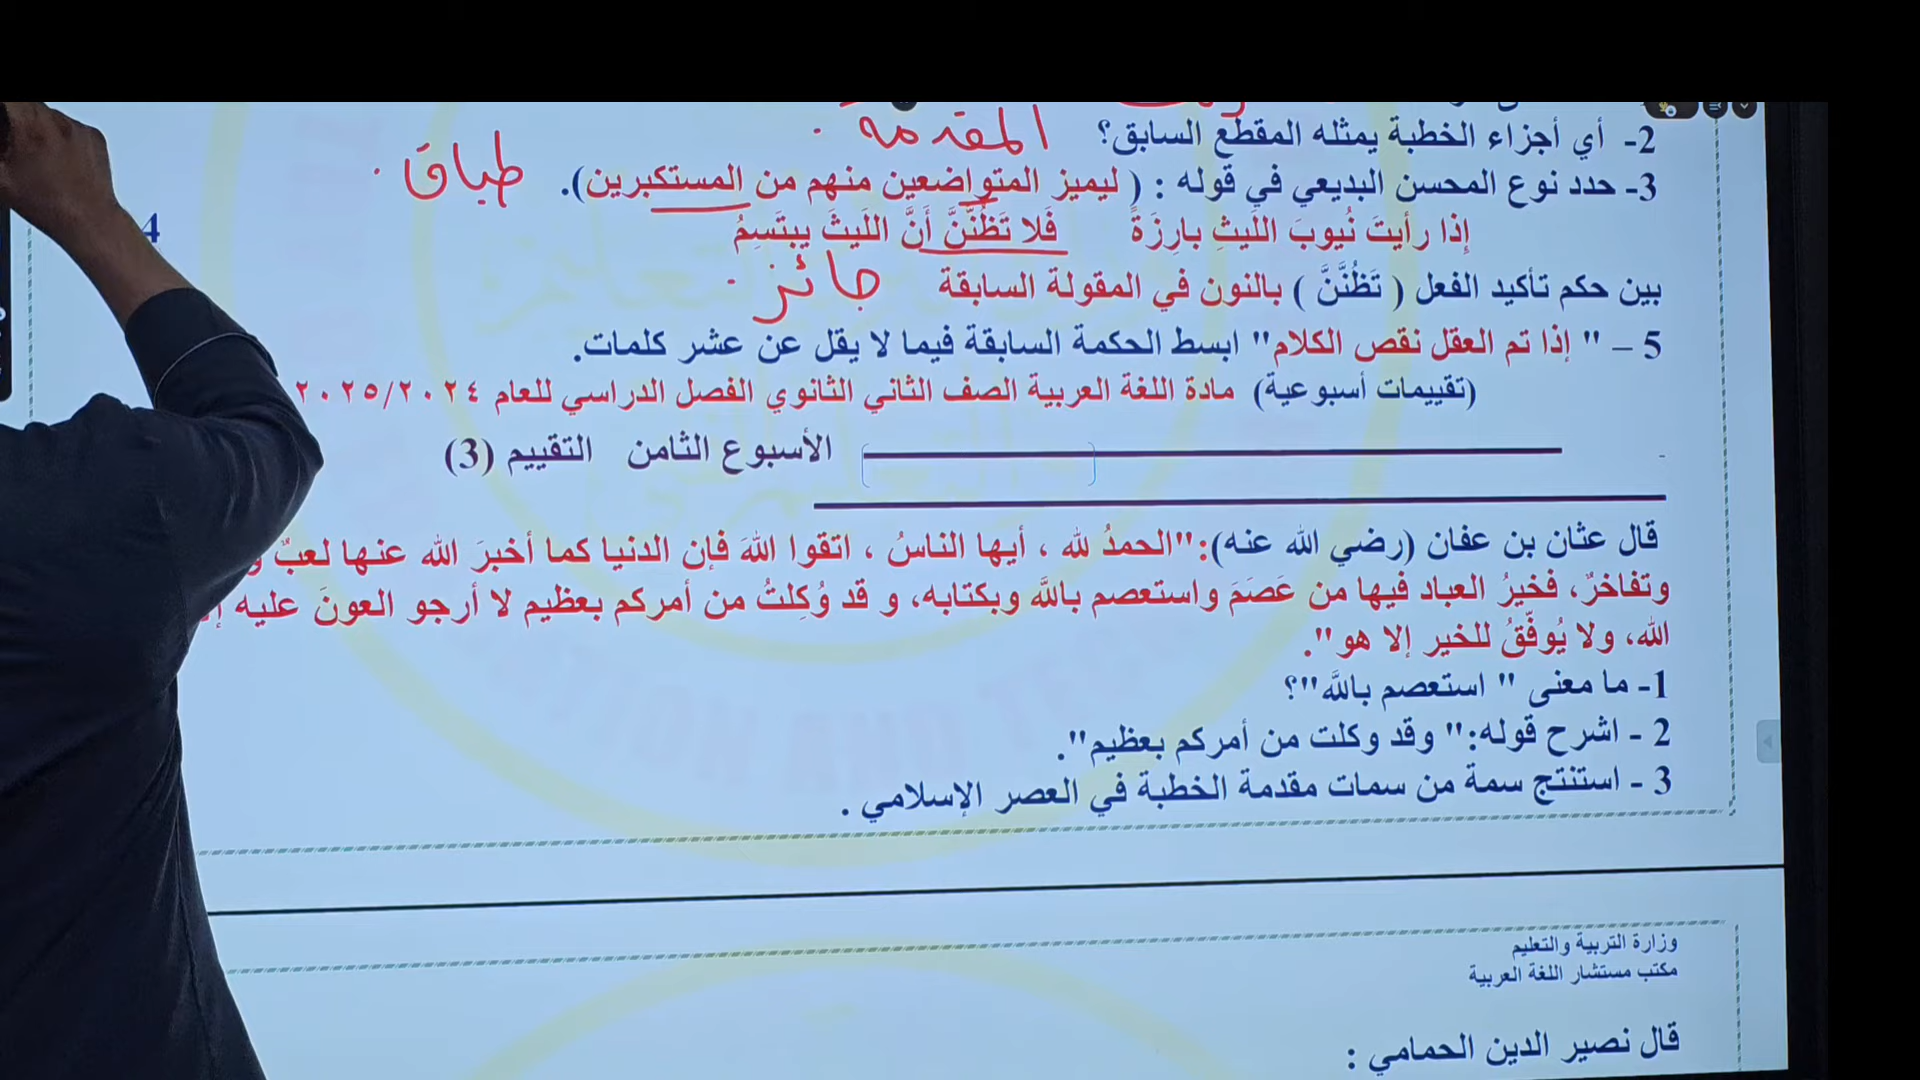 2- أي أجزاء الخطبة يمثله المقطع السابق؟ المقدمه .
3- حدد نوع المحسن البديعي في قوله : ( ليميز المتواضعين منهم من المستكبرين). طباق .
إِذا رأيتَ نُيوبَ اللَيث بارِزَةً فَلا تَظُنَّنَّ أَنَّ اللَيثَ يبتَسِمُ
4
بين حكم تأكيد الفعل ( تَظُنَّنَّ ) بالنون في المقولة السابقة جائز .
5 – " إذا تم العقل نقص الكلام" ابسط الحكمة السابقة فيما لا يقل عن عشر كلمات.
(تقييمات أسبوعية) مادة اللغة العربية الصف الثاني الثانوي الفصل الدراسي للعام ٢٠٢٥/٢٠٢٤
الأسبوع الثامن التقييم (3)
قال عثان بن عفان (رضي الله عنه):"الحمدُ لله ، أيها الناسُ ، اتقوا اللهَ فإن الدنيا كما أخبرَ الله عنها لعبٌ
وتفاخرٌ، فخيرُ العباد فيها من عَصَمَ واستعصم باللَّه وبكتابه، و قد وُكِلتُ من أمركم بعظيم لا أرجو العونَ عليه
الله، ولا يُوفّقُ للخير إلا هو".
1- ما معنى " استعصم باللَّه"؟
2 - اشرح قوله:" وقد وكلت من أمركم بعظيم".
3 - استنتج سمة من سمات مقدمة الخطبة في العصر الإسلامي .
وزارة التربية والتعليم
مكتب مستشار اللغة العربية
قال نصير الدين الحمامي :